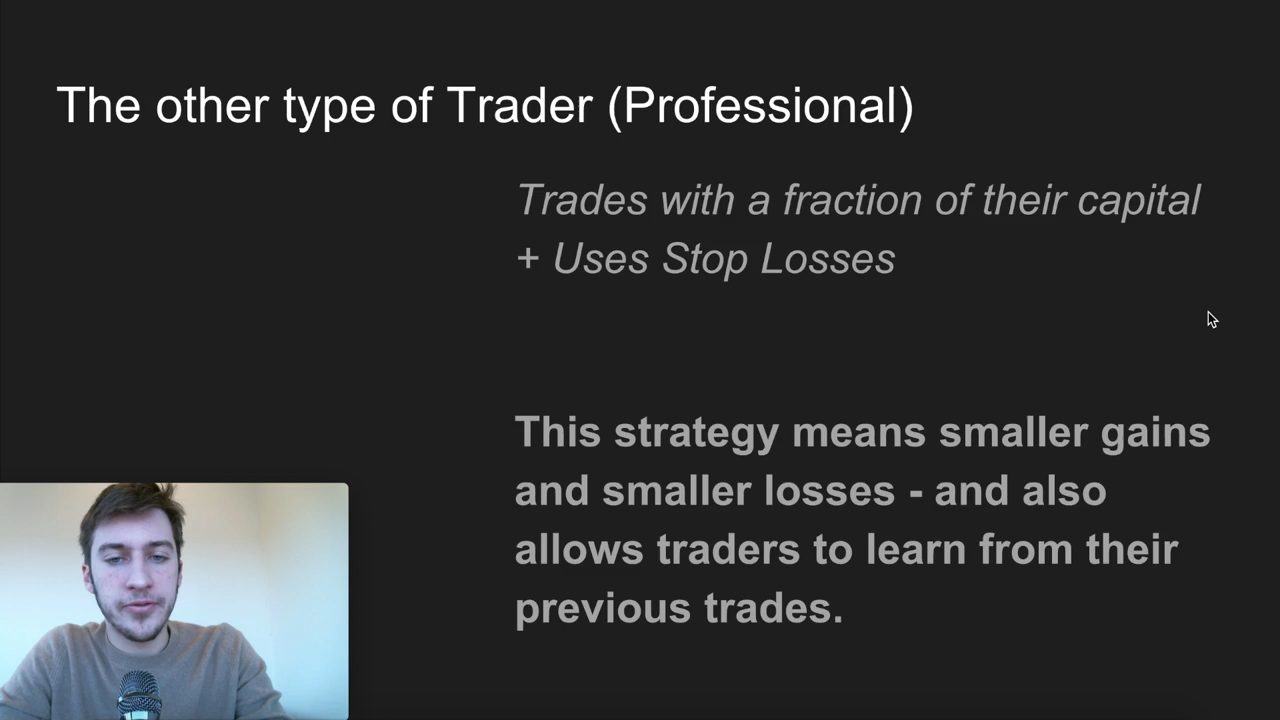 The other type of Trader (Professional)
Trades with a fraction of their capital
+ Uses Stop Losses
This strategy means smaller gains
and smaller losses - and also
allows traders to learn from their
previous trades.